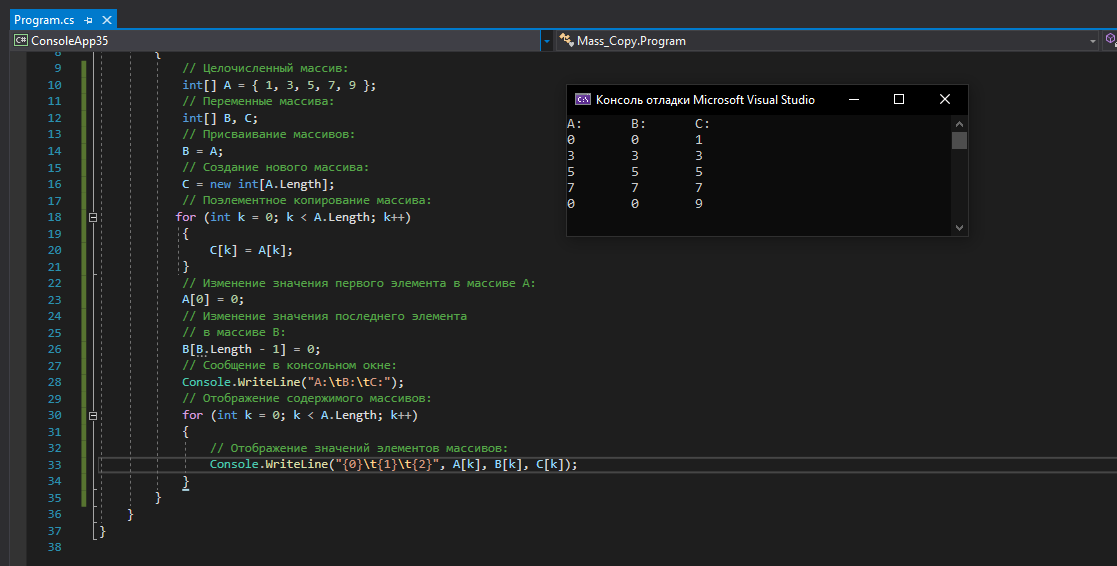 Program.cs
C# ConsoleApp35
Mass_Copy.Program
8 {
9 // Целочисленный массив:
10 int[] A = { 1, 3, 5, 7, 9 };
11 // Переменные массива:
12 int[] B, C;
13 // Присваивание массивов:
14 B = A;
15 // Создание нового массива:
16 C = new int[A.Length];
17 // Поэлементное копирование массива:
18 for (int k = 0; k < A.Length; k++)
19 {
20 C[k] = A[k];
21 }
22 // Изменение значения первого элемента в массиве A:
23 A[0] = 0;
24 // Изменение значения последнего элемента
25 // в массиве B:
26 B[B.Length - 1] = 0;
27 // Сообщение в консольном окне:
28 Console.WriteLine("A:\tB:\tC:");
29 // Отображение содержимого массивов:
30 for (int k = 0; k < A.Length; k++)
31 {
32 // Отображение значений элементов массивов:
33 Console.WriteLine("{0}\t{1}\t{2}", A[k], B[k], C[k]);
34 }
35 }
36 }
37 }
38
C:\ Консоль отладки Microsoft Visual Studio
A: B: C:
0 0 1
3 3 3
5 5 5
7 7 7
0 0 9